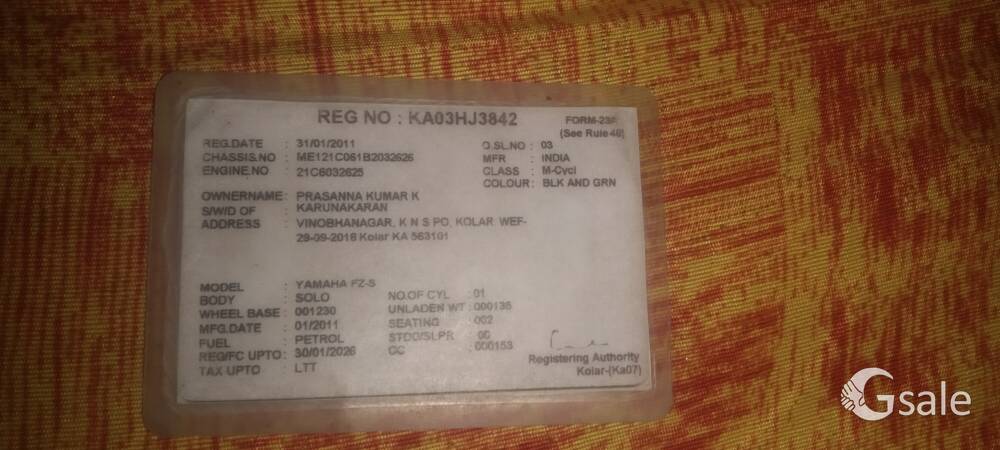 REG NO : KA03HJ3842
FORM-23A
(See Rule 48)
REG.DATE : 31/01/2011 O.SL.NO : 03
CHASSIS.NO : ME121C061B2032626 MFR : INDIA
ENGINE.NO : 21C6032625 CLASS : M-Cycl
COLOUR : BLK AND GRN
OWNERNAME : PRASANNA KUMAR K
S/W/D OF : KARUNAKARAN
ADDRESS : VINOBHANAGAR, K N S PO, KOLAR WEF-
29-09-2016 Kolar KA 563101
MODEL : YAMAHA FZ-S
BODY : SOLO NO.OF CYL : 01
WHEEL BASE : 001230 UNLADEN WT : 000135
MFG.DATE : 01/2011 SEATING : 002
FUEL : PETROL STDG/SLPR : 00
REG/FC UPTO : 30/01/2026 CC : 000153
TAX UPTO : LTT
Registering Authority
Kolar-(Ka07)
Gsale